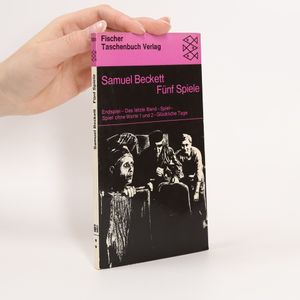 Fischer
Taschenbuch Verlag
Samuel Beckett
Fünf Spiele
Endspiel – Das letzte Band – Spiel –
Spiel ohne Worte 1 und 2 – Glückliche Tage
Samuel Beckett Fünf Spiele